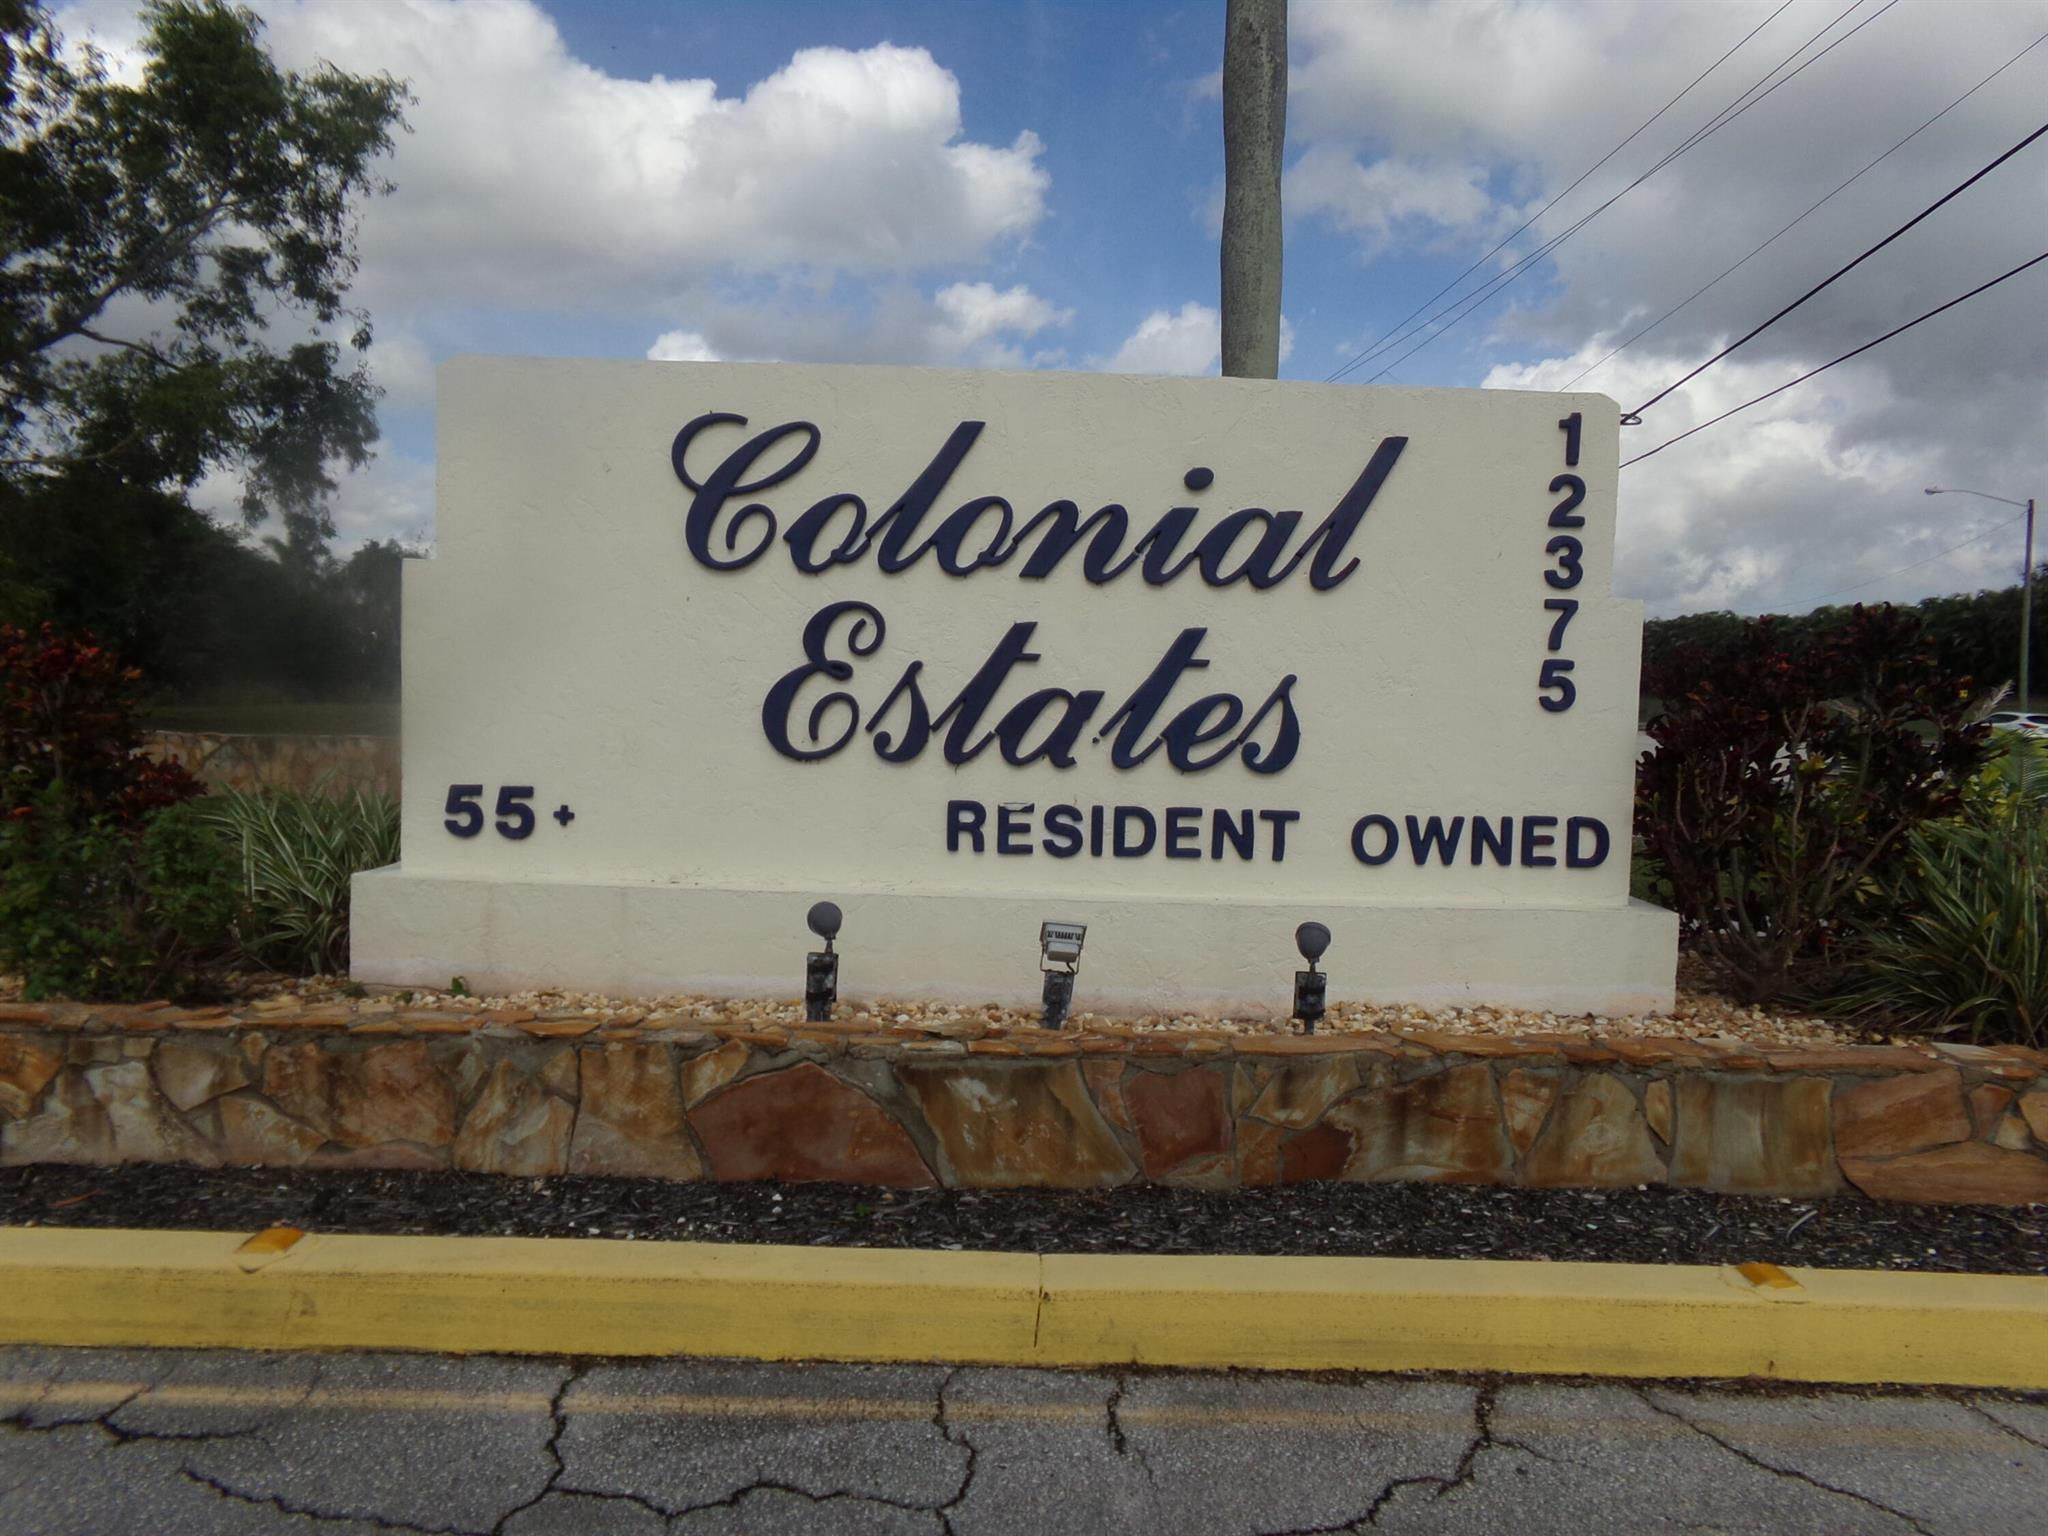 Colonial
Estates
12375
55+
RESIDENT OWNED